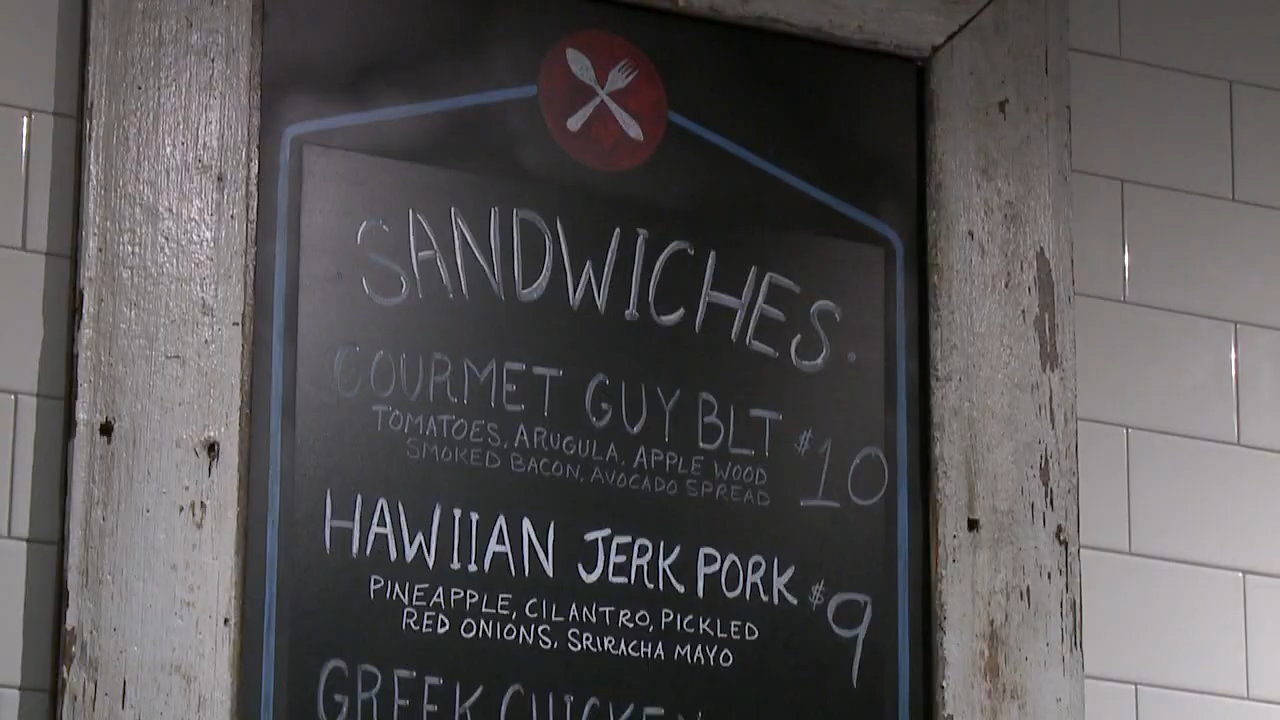 SANDWICHES.
GOURMET GUY BLT $10
TOMATOES, ARUGULA, APPLE WOOD
SMOKED BACON, AVOCADO SPREAD
HAWIIAN JERK PORK $9
PINEAPPLE, CILANTRO, PICKLED
RED ONIONS, SRIRACHA MAYO
GREEK CHICKEN